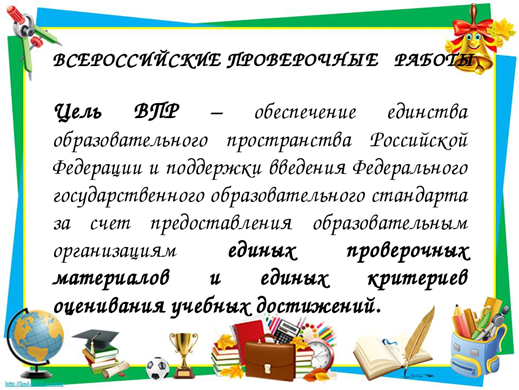 ВСЕРОССИЙСКИЕ ПРОВЕРОЧНЫЕ РАБОТЫ
Цель ВПР – обеспечение единства
образовательного пространства Российской
Федерации и поддержки введения Федерального
государственного образовательного стандарта
за счет предоставления образовательным
организациям единых проверочных
материалов и единых критериев
оценивания учебных достижений.